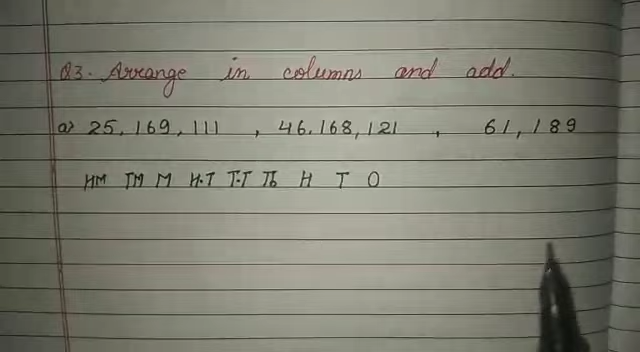 Q3. Arrange in columns and add.
a) 25,169,111 , 46,168,121 , 61,189
HM TM M H.T T.T Th H T O